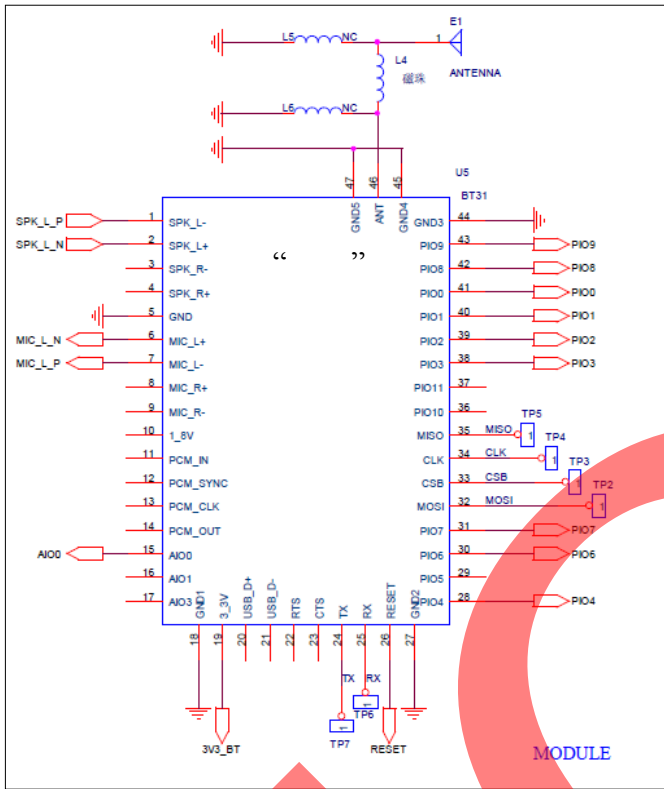 E1
L5 NC 1
L4
磁珠 ANTENNA
L6 NC
47 46 45 U5
GND5 ANT GND4 BT31
SPK_L_P 1 SPK_L- GND3 44
SPK_L_N 2 SPK_L+ PIO9 43 PIO9
“ ”
3 SPK_R- PIO8 42 PIO8
4 SPK_R+ PIO0 41 PIO0
5 GND PIO1 40 PIO1
MIC_L_N 6 MIC_L+ PIO2 39 PIO2
MIC_L_P 7 MIC_L- PIO3 38 PIO3
8 MIC_R+ PIO11 37
9 MIC_R- PIO10 36
10 1_8V MISO 35 MISO 1 TP5
11 PCM_IN CLK 34 CLK 1 TP4
12 PCM_SYNC CSB 33 CSB 1 TP3
13 PCM_CLK MOSI 32 MOSI 1 TP2
14 PCM_OUT PIO7 31 PIO7
AIO0 15 AIO0 PIO6 30 PIO6
16 AIO1 PIO5 29
17 AIO3 PIO4 28 PIO4
GND1 3_3V USB_D+ USB_D- RTS CTS TX RX RESET GND2
18 19 20 21 22 23 24 25 26 27
TX RX
1 TP6
1 TP7
3V3_BT RESET
MODULE